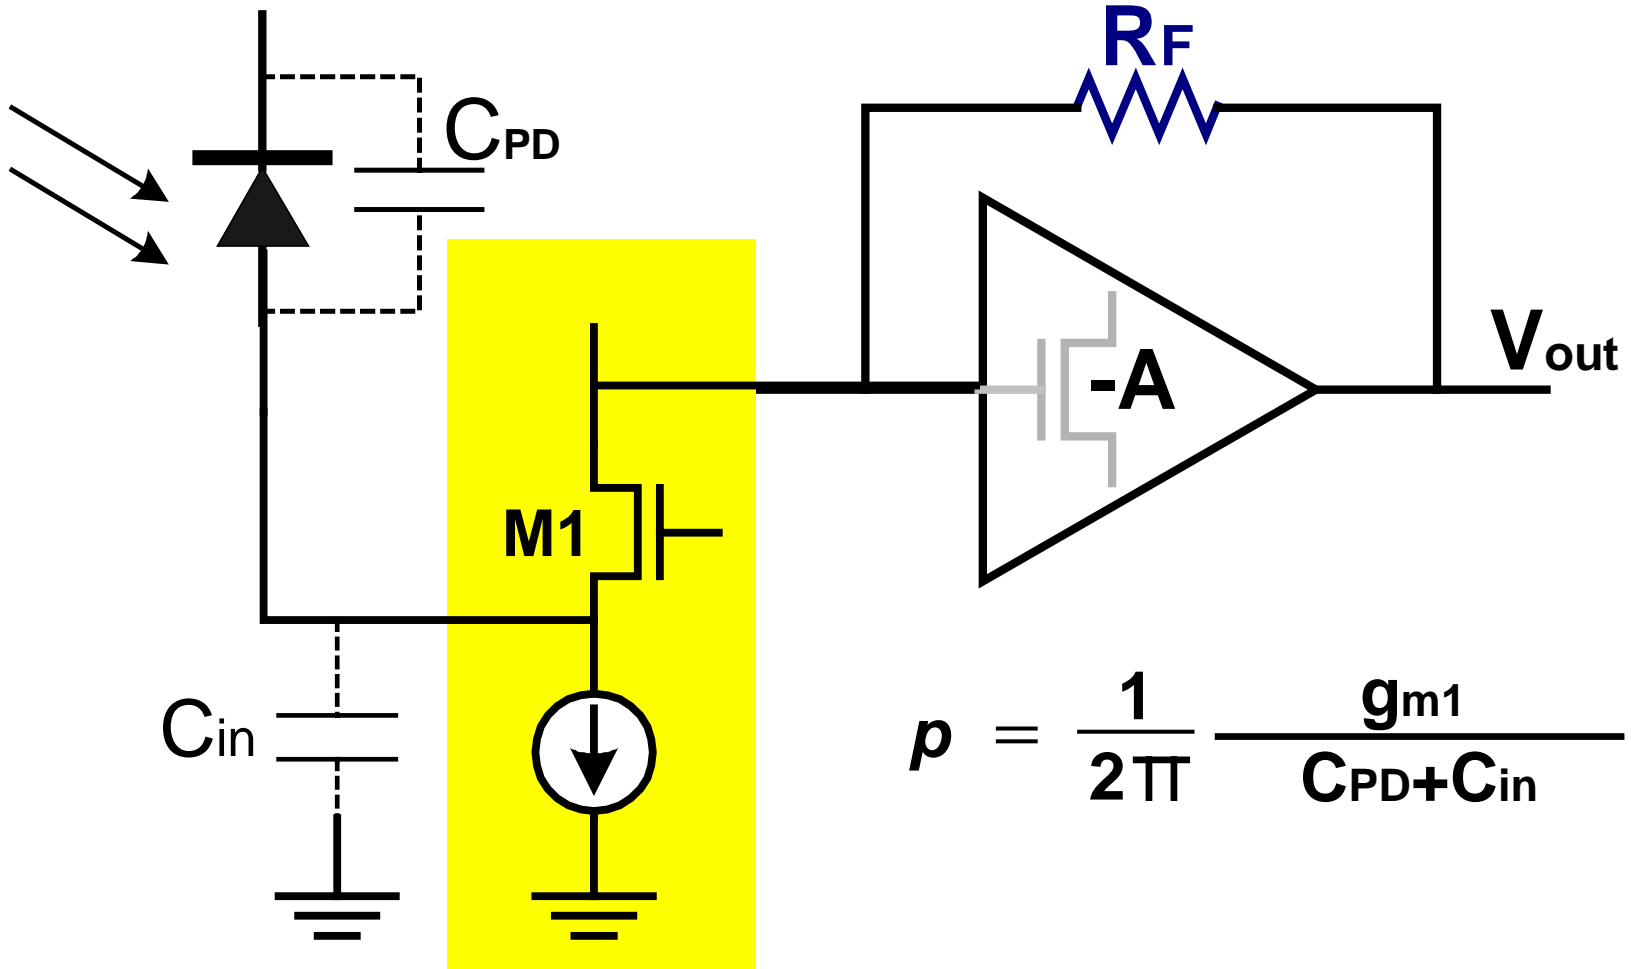 RF
CPD
Vout
-A
M1
Cin
p = 1/2π gm1/CPD+Cin